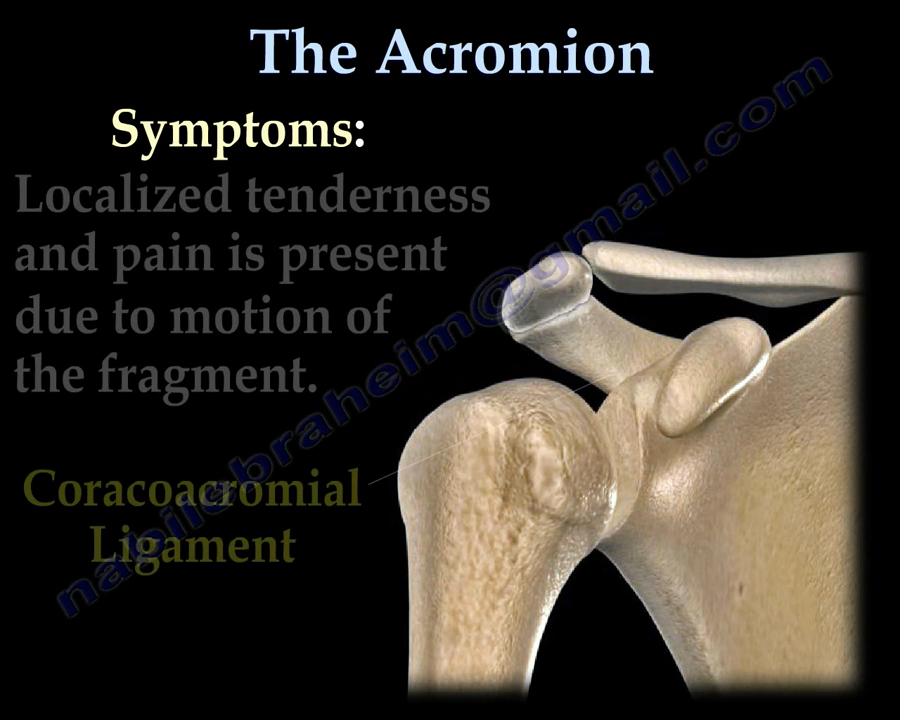 The Acromion
Symptoms:
Localized tenderness
and pain is present
due to motion of
the fragment.
Coracoacromial
Ligament
nabilebraheim@gmail.com